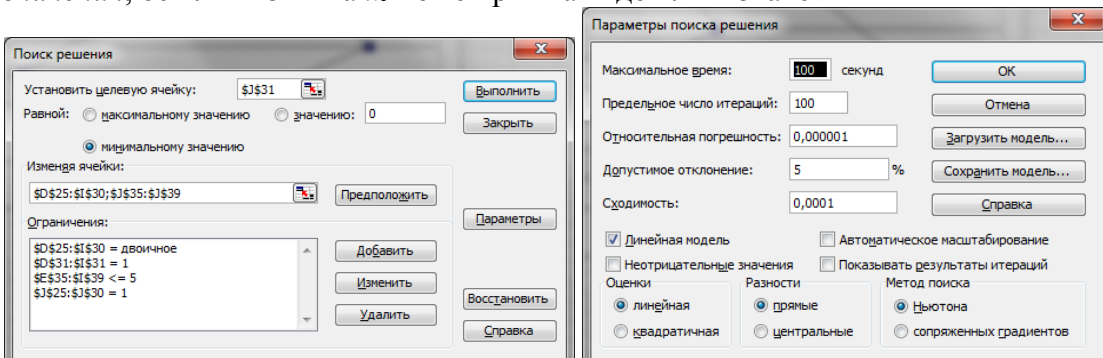 Поиск решения
Установить целевую ячейку: $J$31
Равной: максимальному значению значению: 0
минимальному значению
Изменяя ячейки:
$D$25:$I$30;$J$35:$J$39
Предположить
Ограничения:
$D$25:$I$30 = двоичное
$D$31:$I$31 = 1
$E$35:$I$39 <= 5
$J$25:$J$30 = 1
Добавить
Изменить
Удалить
Выполнить
Закрыть
Параметры
Восстановить
Справка
Параметры поиска решения
Максимальное время: 100 секунд
Предельное число итераций: 100
Относительная погрешность: 0,000001
Допустимое отклонение: 5 %
Сходимость: 0,0001
OK
Отмена
Загрузить модель...
Сохранить модель...
Справка
Линейная модель Автоматическое масштабирование
Неотрицательные значения Показывать результаты итераций
Оценки Разности Метод поиска
линейная прямые Ньютона
квадратичная центральные сопряженных градиентов